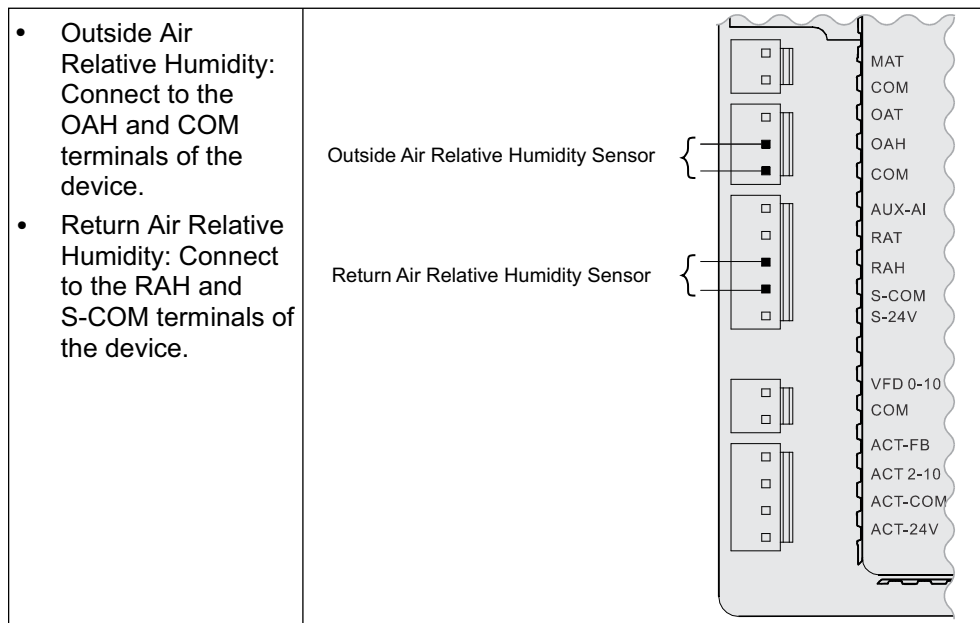 • Outside Air
Relative Humidity:
Connect to the
OAH and COM
terminals of the
device.
• Return Air Relative
Humidity: Connect
to the RAH and
S-COM terminals of
the device.
Outside Air Relative Humidity Sensor
Return Air Relative Humidity Sensor
MAT
COM
OAT
OAH
COM
AUX-AI
RAT
RAH
S-COM
S-24V
VFD 0-10
COM
ACT-FB
ACT 2-10
ACT-COM
ACT-24V